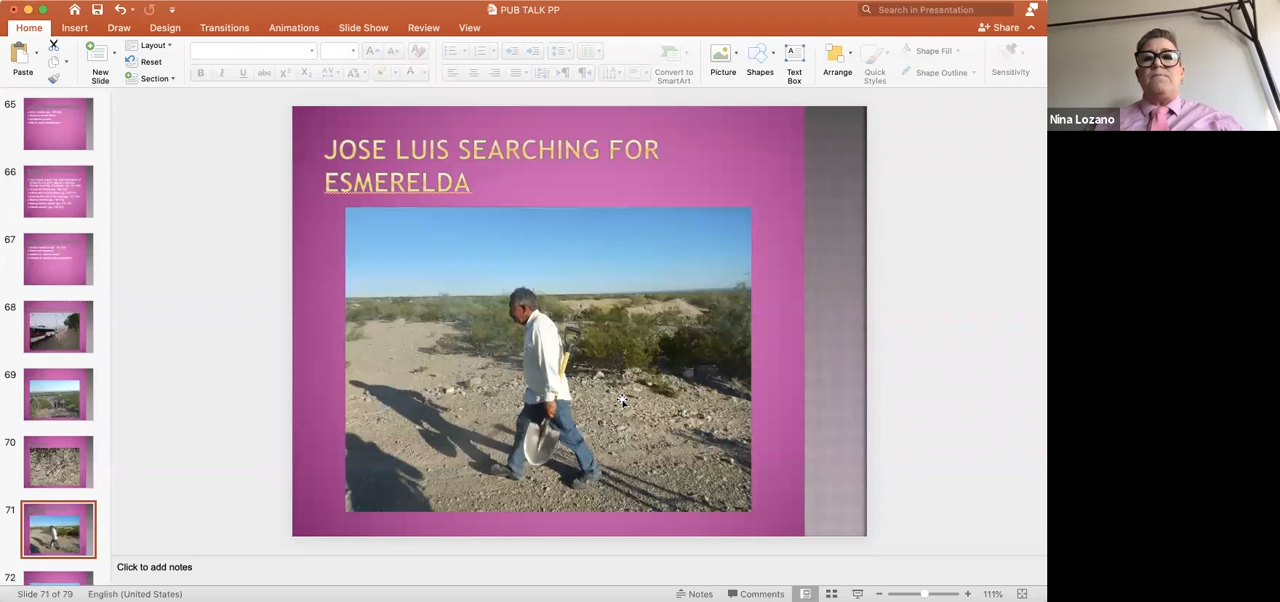 PUB TALK PP
Search in Presentation
Home
Insert
Draw
Design
Transitions
Animations
Slide Show
Review
View
Share
Paste
New
Slide
Layout
Reset
Section
Convert to
SmartArt
Picture
Shapes
Text
Box
Arrange
Quick
Styles
Shape Fill
Shape Outline
Sensitivity
65
66
67
68
69
70
71
72
JOSE LUIS SEARCHING FOR
ESMERELDA
Nina Lozano
Click to add notes
Slide 71 of 79
English (United States)
Notes
Comments
111%